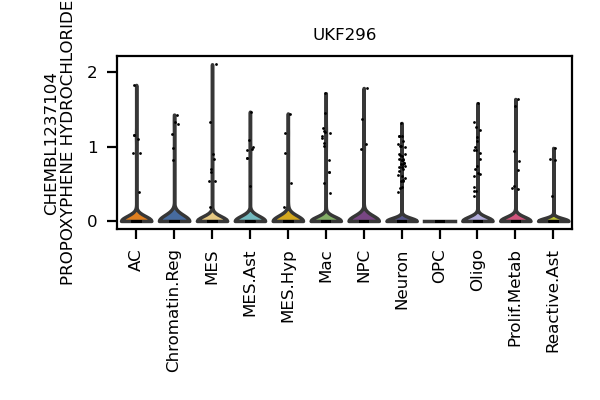 UKF296
CHEMBL1237104
PROPOXYPHENE HYDROCHLORIDE
2
1
0
AC
Chromatin.Reg
MES
MES.Ast
MES.Hyp
Mac
NPC
Neuron
OPC
Oligo
Prolif.Metab
Reactive.Ast